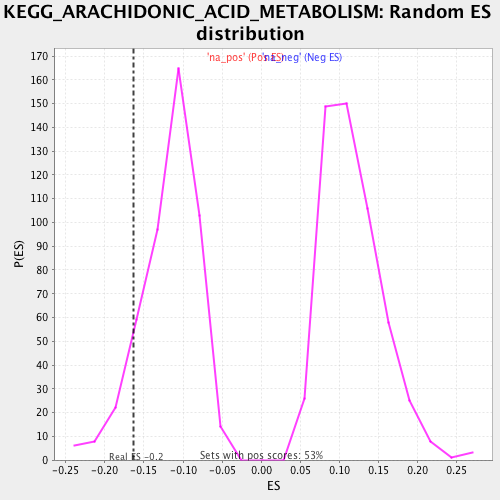 KEGG_ARACHIDONIC_ACID_METABOLISM: Random ES
distribution
'na_pos' (Pos ES) 'na_neg' (Neg ES)
170
160
150
140
130
120
110
100
90
80
70
60
50
40
30
20
10
0
P(ES)
Real ES -0.2
Sets with pos scores: 53%
-0.25 -0.20 -0.15 -0.10 -0.05 0.00 0.05 0.10 0.15 0.20 0.25
ES